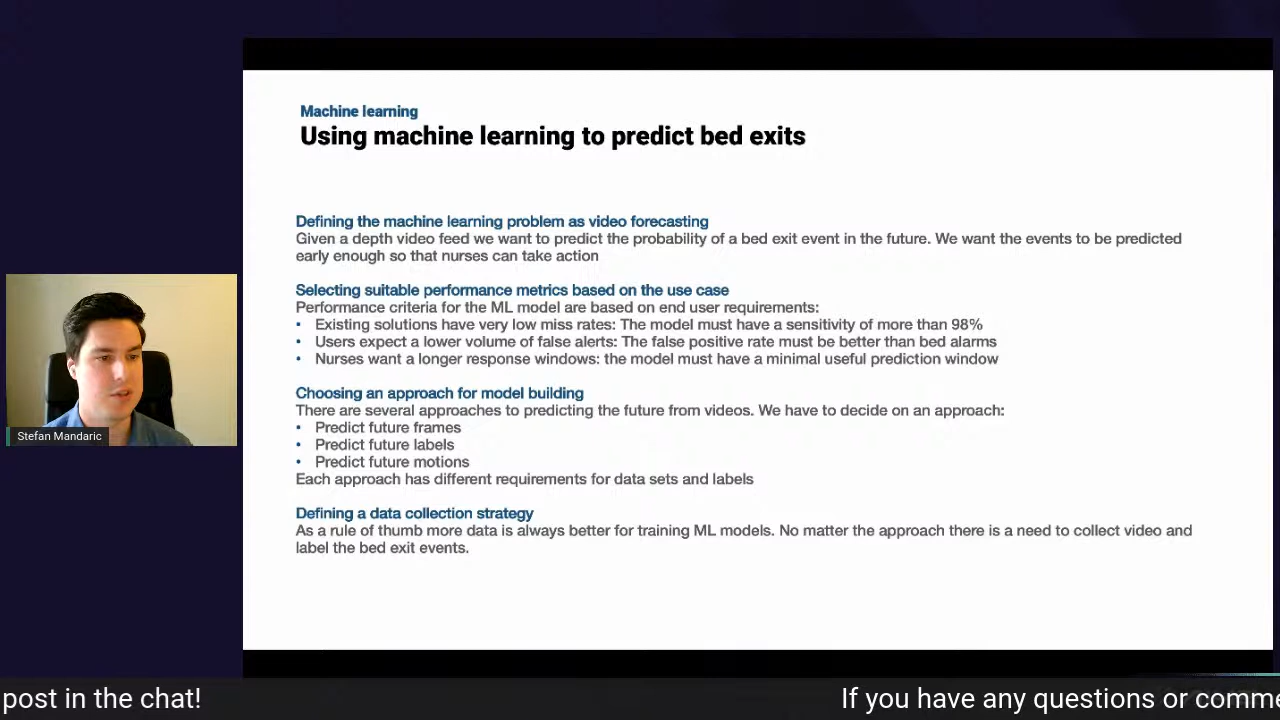 Machine learning
Using machine learning to predict bed exits
Defining the machine learning problem as video forecasting
Given a depth video feed we want to predict the probability of a bed exit event in the future. We want the events to be predicted
early enough so that nurses can take action
Selecting suitable performance metrics based on the use case
Performance criteria for the ML model are based on end user requirements:
• Existing solutions have very low miss rates: The model must have a sensitivity of more than 98%
• Users expect a lower volume of false alerts: The false positive rate must be better than bed alarms
• Nurses want a longer response windows: the model must have a minimal useful prediction window
Choosing an approach for model building
There are several approaches to predicting the future from videos. We have to decide on an approach:
• Predict future frames
• Predict future labels
• Predict future motions
Each approach has different requirements for data sets and labels
Defining a data collection strategy
As a rule of thumb more data is always better for training ML models. No matter the approach there is a need to collect video and
label the bed exit events.
Stefan Mandaric
post in the chat!
If you have any questions or comme